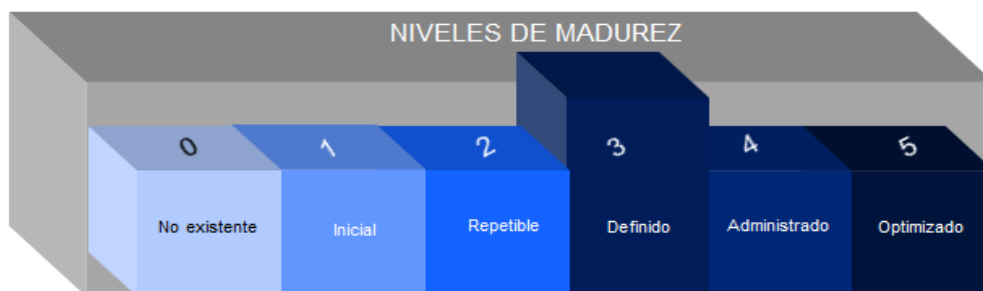 NIVELES DE MADUREZ
0 1 2 3 4 5
No existente Inicial Repetible Definido Administrado Optimizado